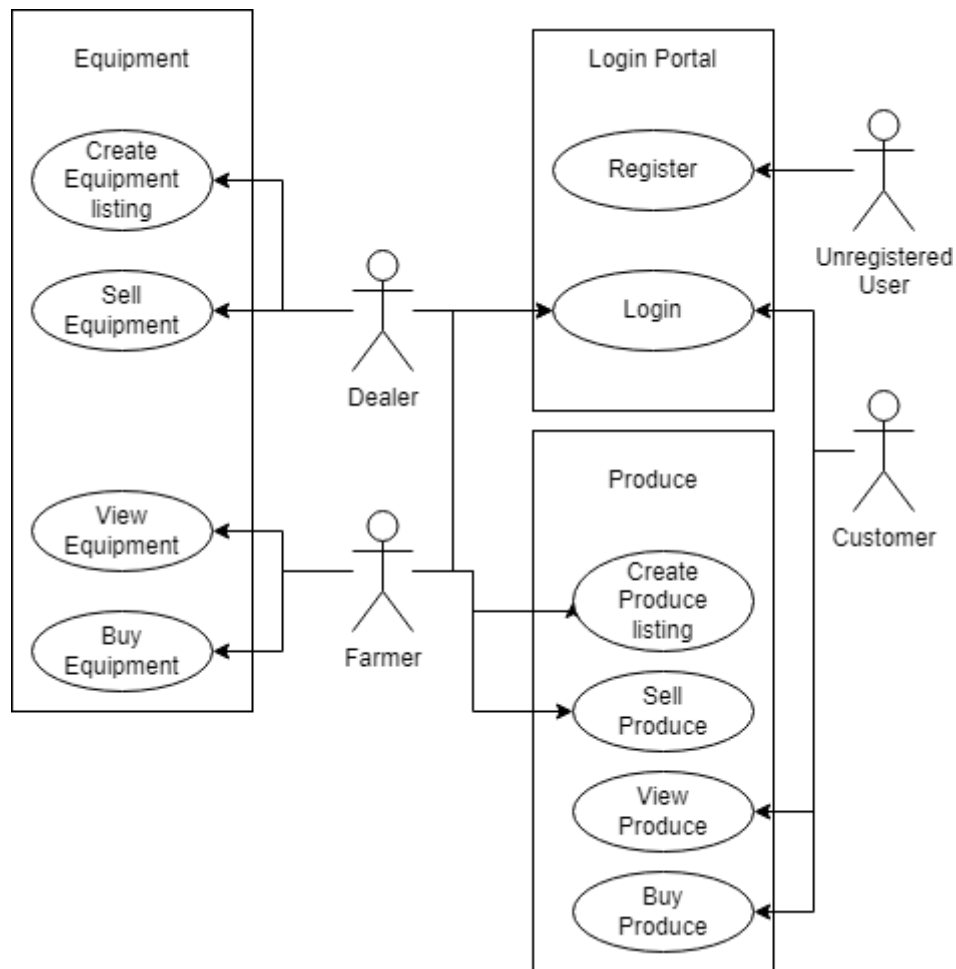 Equipment
Create
Equipment
listing
Sell
Equipment
View
Equipment
Buy
Equipment
Dealer
Farmer
Login Portal
Register
Login
Produce
Create
Produce
listing
Sell
Produce
View
Produce
Buy
Produce
Unregistered
User
Customer